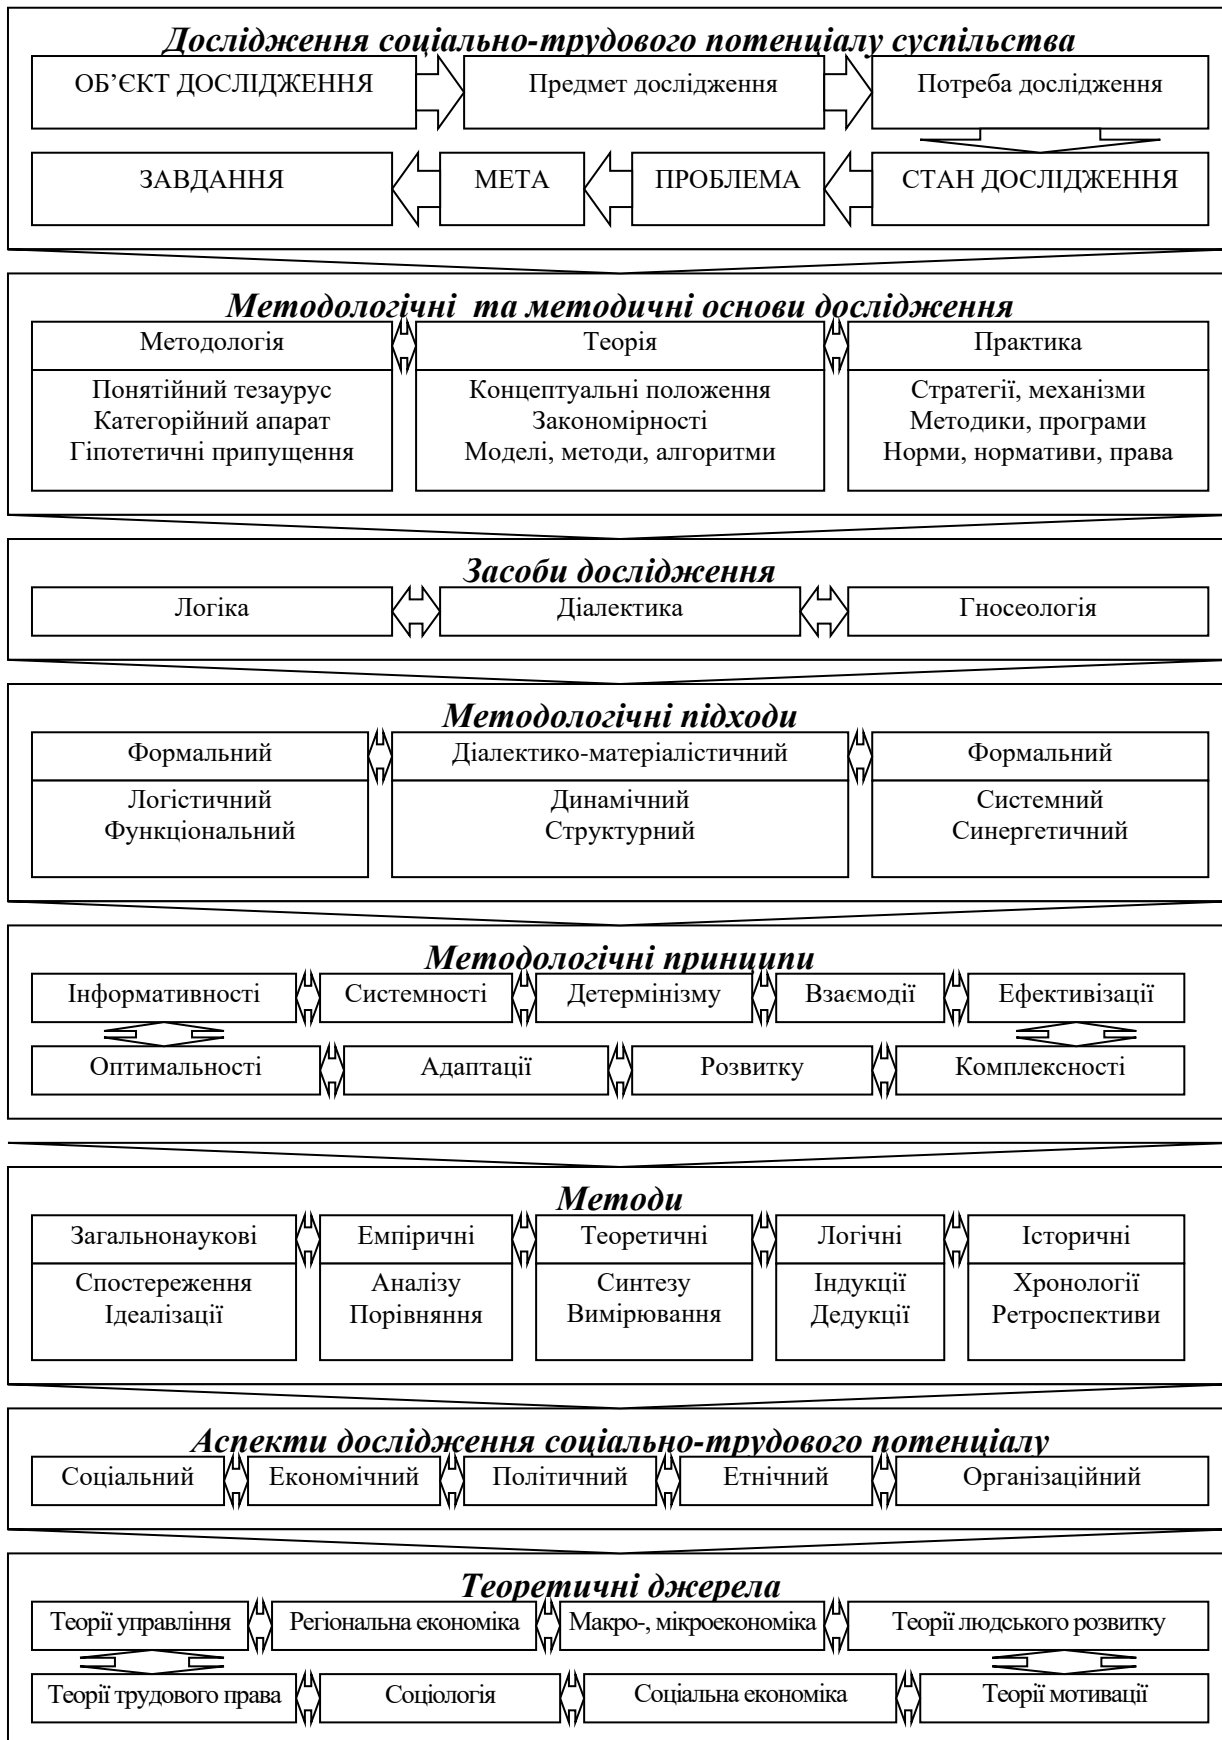 Дослідження соціально-трудового потенціалу суспільства
ОБ’ЄКТ ДОСЛІДЖЕННЯ
Предмет дослідження
Потреба дослідження
ЗАВДАННЯ
МЕТА
ПРОБЛЕМА
СТАН ДОСЛІДЖЕННЯ
Методологічні та методичні основи дослідження
Методологія
Понятійний тезаурус
Категорійний апарат
Гіпотетичні припущення
Теорія
Концептуальні положення
Закономірності
Моделі, методи, алгоритми
Практика
Стратегії, механізми
Методики, програми
Норми, нормативи, права
Засоби дослідження
Логіка
Діалектика
Гносеологія
Методологічні підходи
Формальний
Логістичний
Функціональний
Діалектико-матеріалістичний
Динамічний
Структурний
Формальний
Системний
Синергетичний
Методологічні принципи
Інформативності
Системності
Детермінізму
Взаємодії
Ефективізації
Оптимальності
Адаптації
Розвитку
Комплексності
Методи
Загальнонаукові
Спостереження
Ідеалізації
Емпіричні
Аналізу
Порівняння
Теоретичні
Синтезу
Вимірювання
Логічні
Індукції
Дедукції
Історичні
Хронології
Ретроспективи
Аспекти дослідження соціально-трудового потенціалу
Соціальний
Економічний
Політичний
Етнічний
Організаційний
Теоретичні джерела
Теорії управління
Регіональна економіка
Макро-, мікроекономіка
Теорії людського розвитку
Теорії трудового права
Соціологія
Соціальна економіка
Теорії мотивації